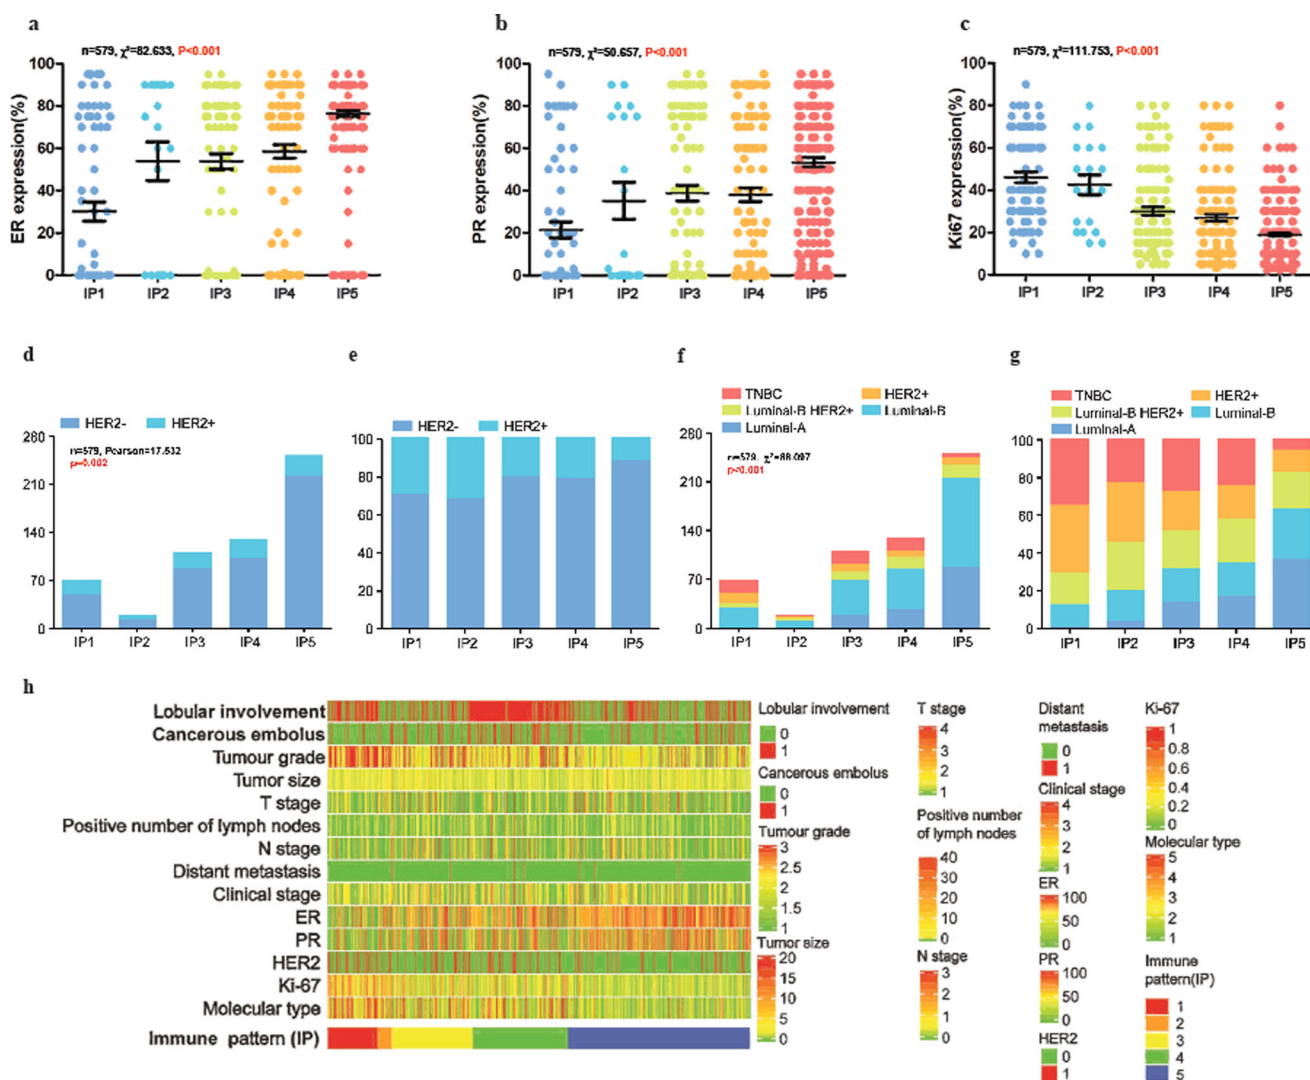 a
n=579, χ²=82.633, P<0.001
ER expression(%)
100
80
60
40
20
0
IP1 IP2 IP3 IP4 IP5
b
n=579, χ²=50.657, P<0.001
PR expression(%)
100
80
60
40
20
0
IP1 IP2 IP3 IP4 IP5
c
n=579, χ²=111.753, P<0.001
Ki67 expression(%)
100
80
60
40
20
0
IP1 IP2 IP3 IP4 IP5
d
HER2- HER2+
n=579, Pearson=17.532
p=0.002
280
210
140
70
0
IP1 IP2 IP3 IP4 IP5
e
HER2- HER2+
100
80
60
40
20
0
IP1 IP2 IP3 IP4 IP5
f
TNBC HER2+
Luminal-B HER2+ Luminal-B
Luminal-A
n=579, χ²=88.097
p<0.001
280
210
140
70
0
IP1 IP2 IP3 IP4 IP5
g
TNBC HER2+
Luminal-B HER2+ Luminal-B
Luminal-A
100
80
60
40
20
0
IP1 IP2 IP3 IP4 IP5
h
Lobular involvement
Cancerous embolus
Tumour grade
Tumor size
T stage
Positive number of lymph nodes
N stage
Distant metastasis
Clinical stage
ER
PR
HER2
Ki-67
Molecular type
Immune pattern (IP)
Lobular involvement
0
1
Cancerous embolus
0
1
Tumour grade
3
2.5
2
1.5
1
Tumor size
20
15
10
5
0
T stage
4
3
2
1
Positive number
of lymph nodes
40
30
20
10
0
N stage
3
2
1
0
Distant
metastasis
0
1
Clinical stage
4
3
2
1
ER
100
50
0
PR
100
50
0
HER2
0
1
Ki-67
1
0.8
0.6
0.4
0.2
0
Molecular type
5
4
3
2
1
Immune
pattern(IP)
1
2
3
4
5